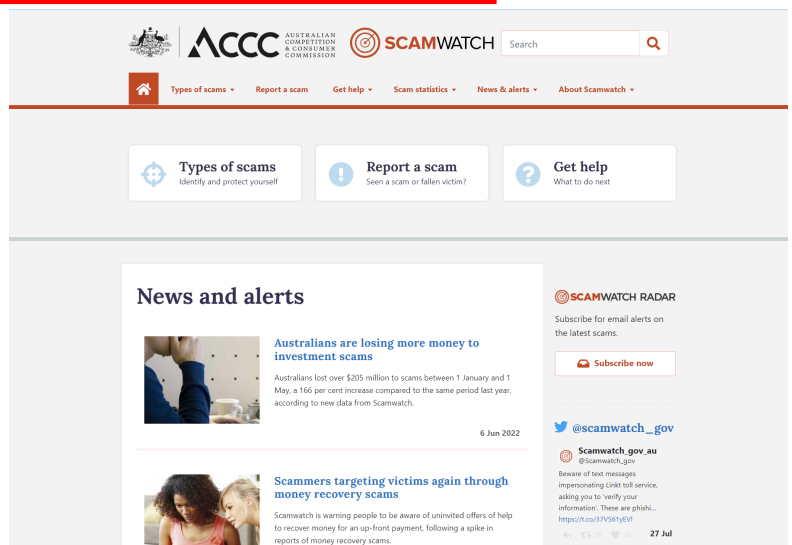 ACCC
AUSTRALIAN
COMPETITION
& CONSUMER
COMMISSION
SCAMWATCH
Search
Types of scams
Report a scam
Get help
Scam statistics
News & alerts
About Scamwatch
Types of scams
Identify and protect yourself
Report a scam
Seen a scam or fallen victim?
Get help
What to do next
News and alerts
Australians are losing more money to
investment scams
Australians lost over $205 million to scams between 1 January and 1
May, a 166 per cent increase compared to the same period last year,
according to new data from Scamwatch.
6 Jun 2022
Scammers targeting victims again through
money recovery scams
Scamwatch is warning people to be aware of uninvited offers of help
to recover money for an up-front payment, following a spike in
reports of money recovery scams.
SCAMWATCH RADAR
Subscribe for email alerts on
the latest scams.
Subscribe now
@scamwatch_gov
Scamwatch_gov_au
@Scamwatch_gov
Beware of text messages
impersonating Linkt toll service,
asking you to 'verify your
information'. These are phishi...
https://t.co/37VS61yEVl
27 Jul